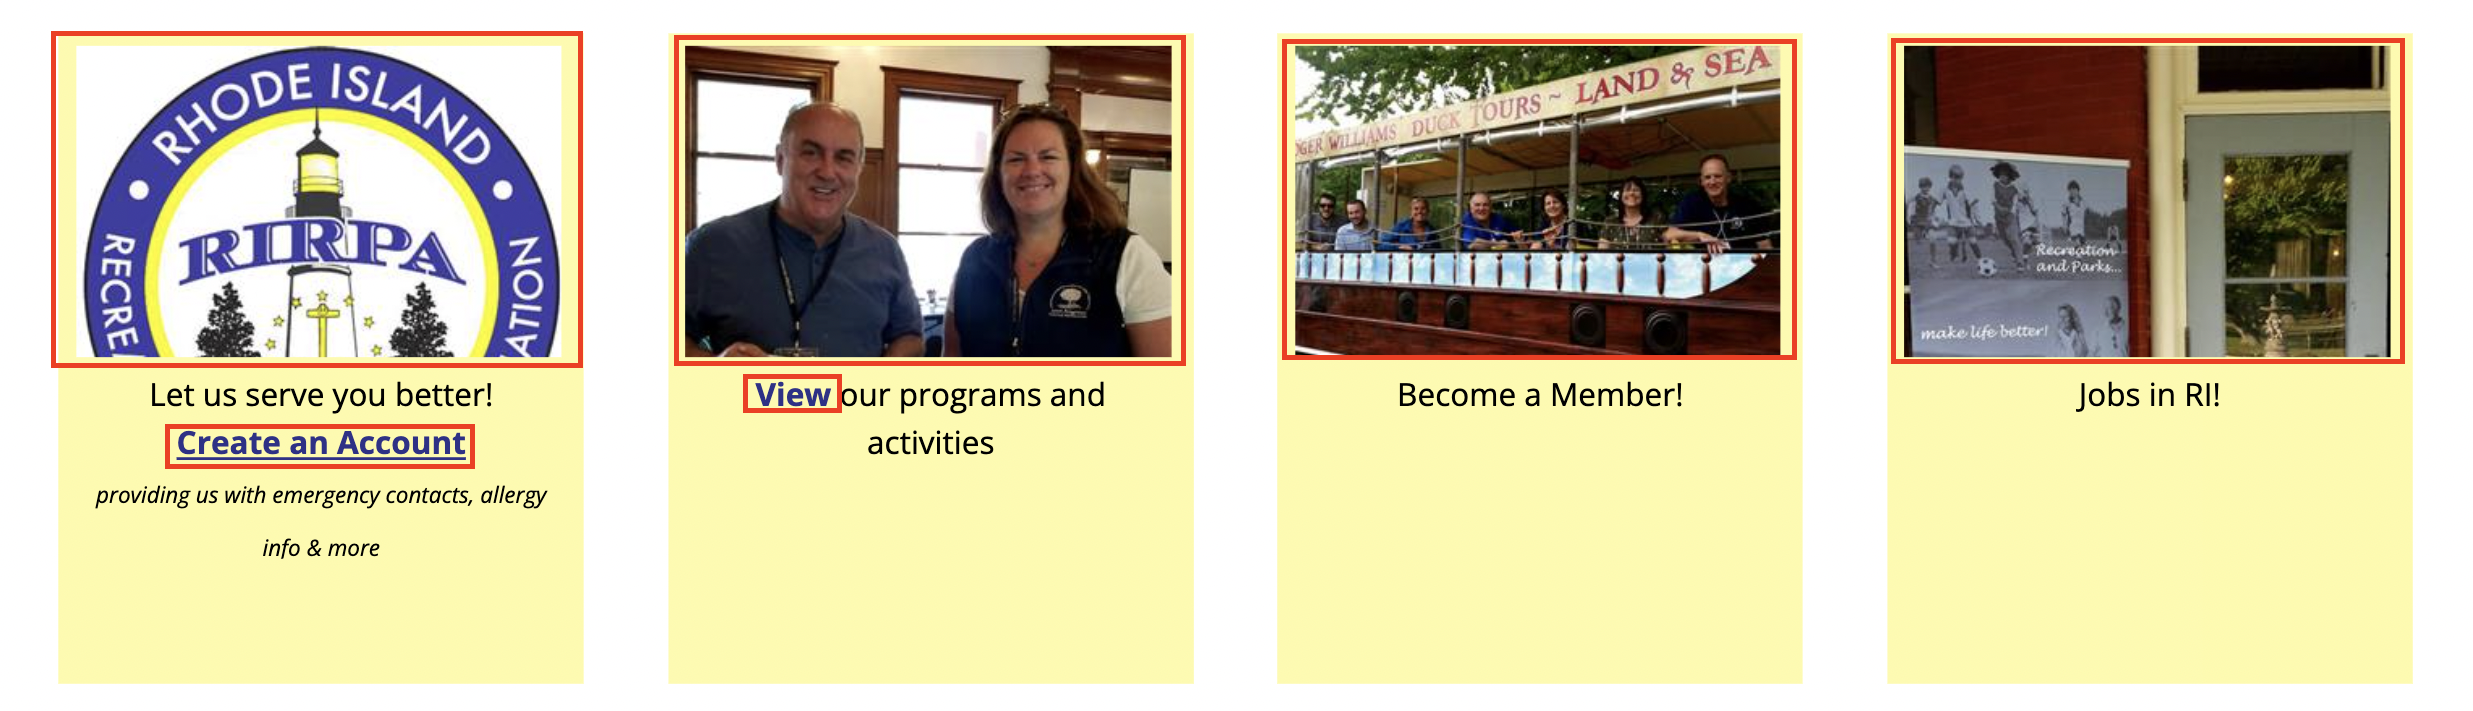 RHODE ISLAND
RECREA
ATION
RIRPA
Let us serve you better!
Create an Account
providing us with emergency contacts, allergy
info & more
View our programs and
activities
OGER WILLIAMS DUCK TOURS ~ LAND & SEA
Become a Member!
Recreation
and Parks...
make life better!
Jobs in RI!